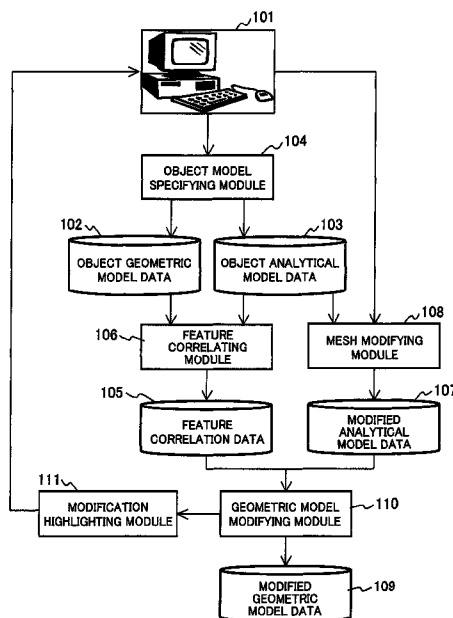 101
104
OBJECT MODEL
SPECIFYING MODULE
102
103
OBJECT GEOMETRIC
MODEL DATA
OBJECT ANALYTICAL
MODEL DATA
106
FEATURE
CORRELATING
MODULE
108
MESH MODIFYING
MODULE
105
FEATURE
CORRELATION DATA
107
MODIFIED
ANALYTICAL
MODEL DATA
111
MODIFICATION
HIGHLIGHTING MODULE
GEOMETRIC MODEL
MODIFYING MODULE
110
MODIFIED
GEOMETRIC
MODEL DATA
109